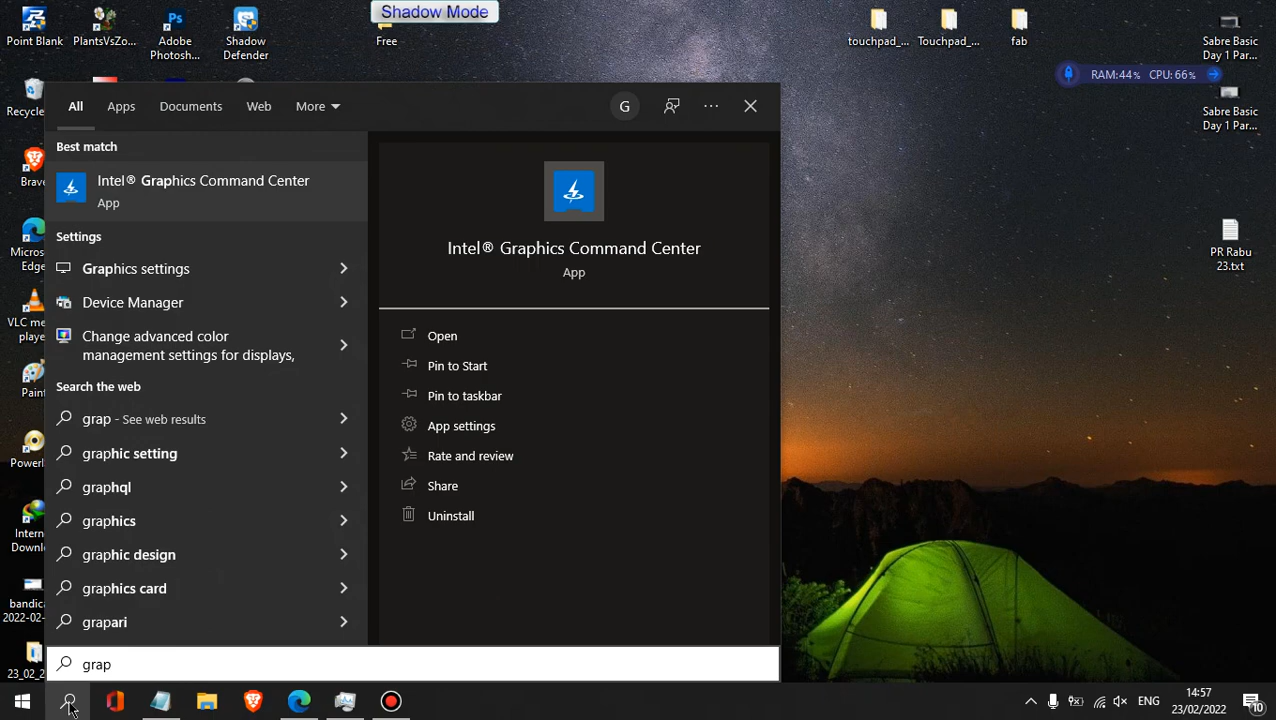 Shadow Mode
Point Blank
PlantsVsZo...
Adobe
Photosh...
Shadow
Defender
Free
touchpad_...
Touchpad_...
fab
Sabre Basic
Day 1 Par...
RAM:44% CPU:66%
Sabre Basic
Day 1 Par...
Recycle
Brave
Micros
Edge
VLC me
player
Paint
PowerI
Intern
Downl
bandic
2022-02-
23_02_2
PR Rabu
23.txt
All
Apps
Documents
Web
More
G
Best match
Intel® Graphics Command Center
App
Settings
Graphics settings
Device Manager
Change advanced color
management settings for displays,
Search the web
grap - See web results
graphic setting
graphql
graphics
graphic design
graphics card
grapari
Intel® Graphics Command Center
App
Open
Pin to Start
Pin to taskbar
App settings
Rate and review
Share
Uninstall
grap
ENG
14:57
23/02/2022
10